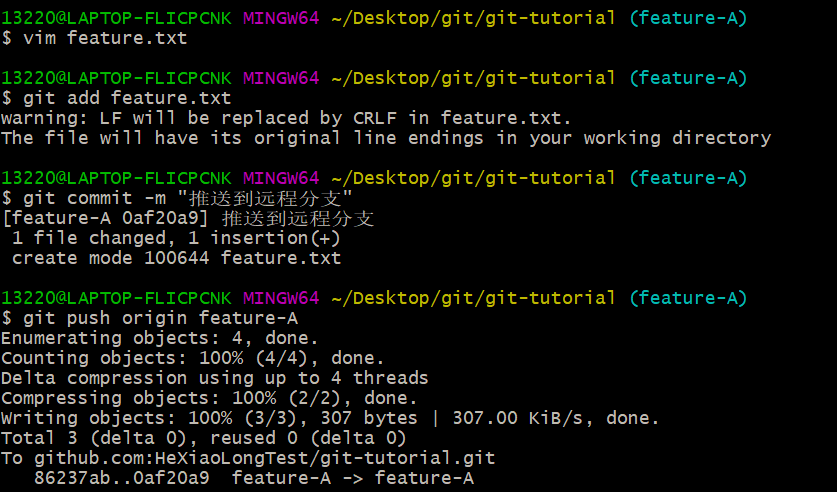 13220@LAPTOP-FLICPCNK MINGW64 ~/Desktop/git/git-tutorial (feature-A)
$ vim feature.txt
13220@LAPTOP-FLICPCNK MINGW64 ~/Desktop/git/git-tutorial (feature-A)
$ git add feature.txt
warning: LF will be replaced by CRLF in feature.txt.
The file will have its original line endings in your working directory
13220@LAPTOP-FLICPCNK MINGW64 ~/Desktop/git/git-tutorial (feature-A)
$ git commit -m "推送到远程分支"
[feature-A 0af20a9] 推送到远程分支
 1 file changed, 1 insertion(+)
 create mode 100644 feature.txt
13220@LAPTOP-FLICPCNK MINGW64 ~/Desktop/git/git-tutorial (feature-A)
$ git push origin feature-A
Enumerating objects: 4, done.
Counting objects: 100% (4/4), done.
Delta compression using up to 4 threads
Compressing objects: 100% (2/2), done.
Writing objects: 100% (3/3), 307 bytes | 307.00 KiB/s, done.
Total 3 (delta 0), reused 0 (delta 0)
To github.com:HeXiaoLongTest/git-tutorial.git
   86237ab..0af20a9  feature-A -> feature-A